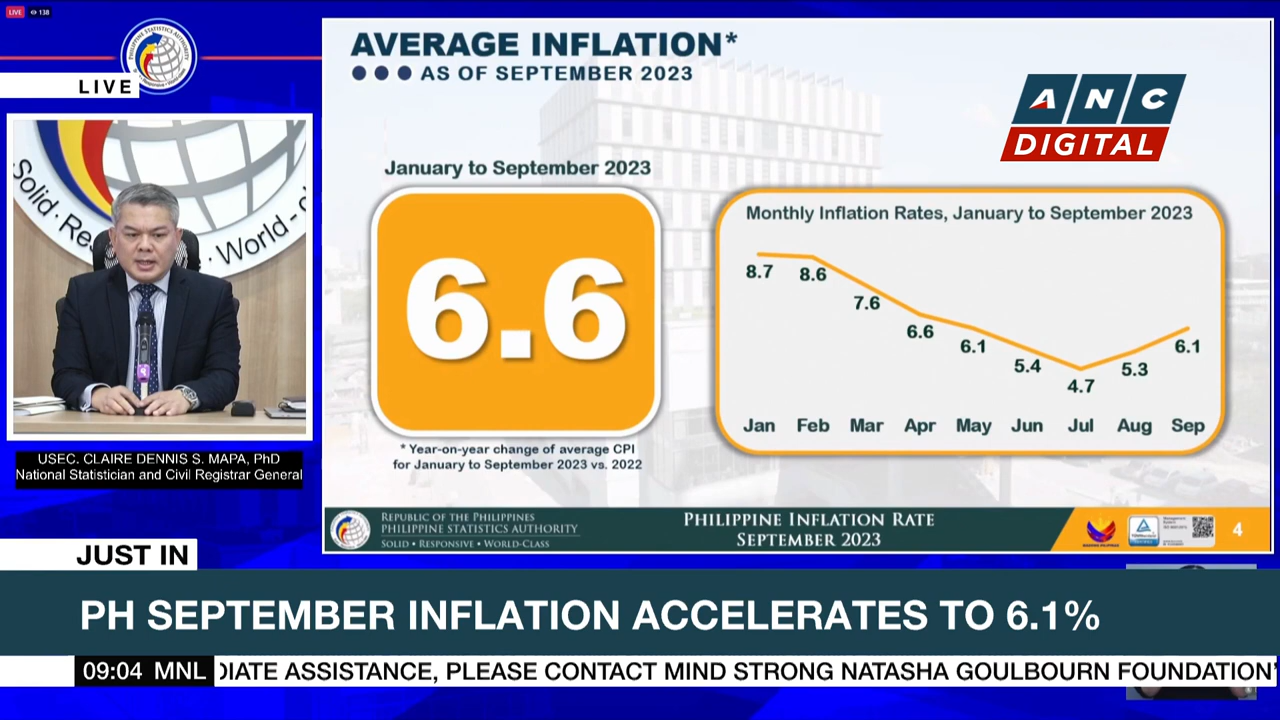 LIVE 138
LIVE
Solid · Res
World-c
USEC. CLAIRE DENNIS S. MAPA, PhD
National Statistician and Civil Registrar General
AVERAGE INFLATION*
AS OF SEPTEMBER 2023
ANC
DIGITAL
January to September 2023
6.6
* Year-on-year change of average CPI
for January to September 2023 vs. 2022
Monthly Inflation Rates, January to September 2023
8.7 8.6 7.6 6.6 6.1 5.4 4.7 5.3 6.1
Jan Feb Mar Apr May Jun Jul Aug Sep
REPUBLIC OF THE PHILIPPINES
PHILIPPINE STATISTICS AUTHORITY
SOLID • RESPONSIVE • WORLD-CLASS
PHILIPPINE INFLATION RATE
SEPTEMBER 2023
4
JUST IN
PH SEPTEMBER INFLATION ACCELERATES TO 6.1%
09:04 MNL
DIATE ASSISTANCE, PLEASE CONTACT MIND STRONG NATASHA GOULBOURN FOUNDATION'